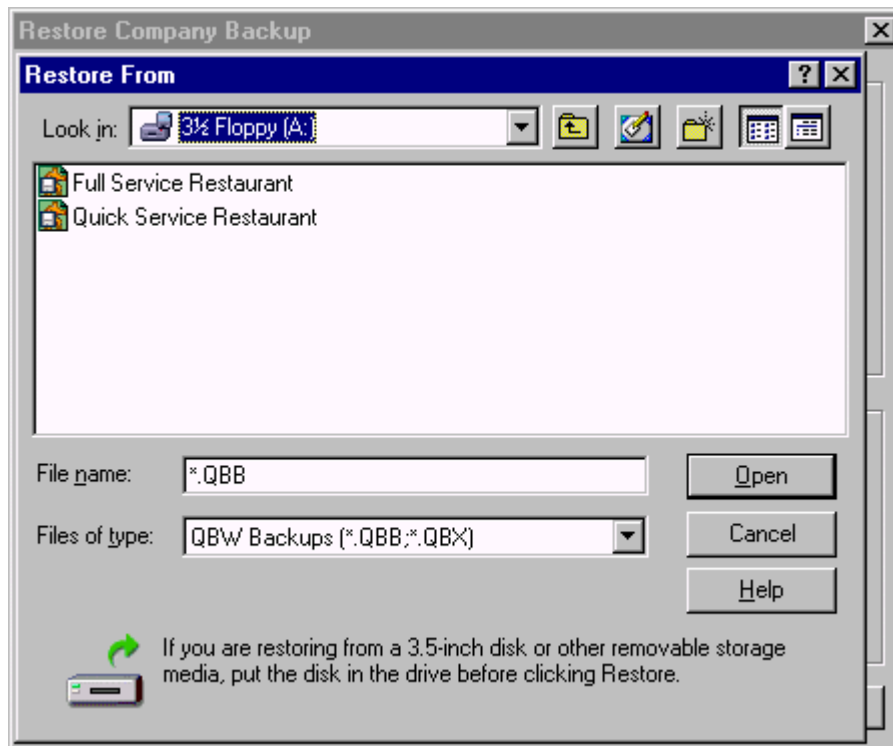 Restore Company Backup
Restore From
Look in: 3½ Floppy (A:)
Full Service Restaurant
Quick Service Restaurant
File name: *.QBB Open
Files of type: QBW Backups (*.QBB;*.QBX) Cancel
Help
If you are restoring from a 3.5-inch disk or other removable storage
media, put the disk in the drive before clicking Restore.